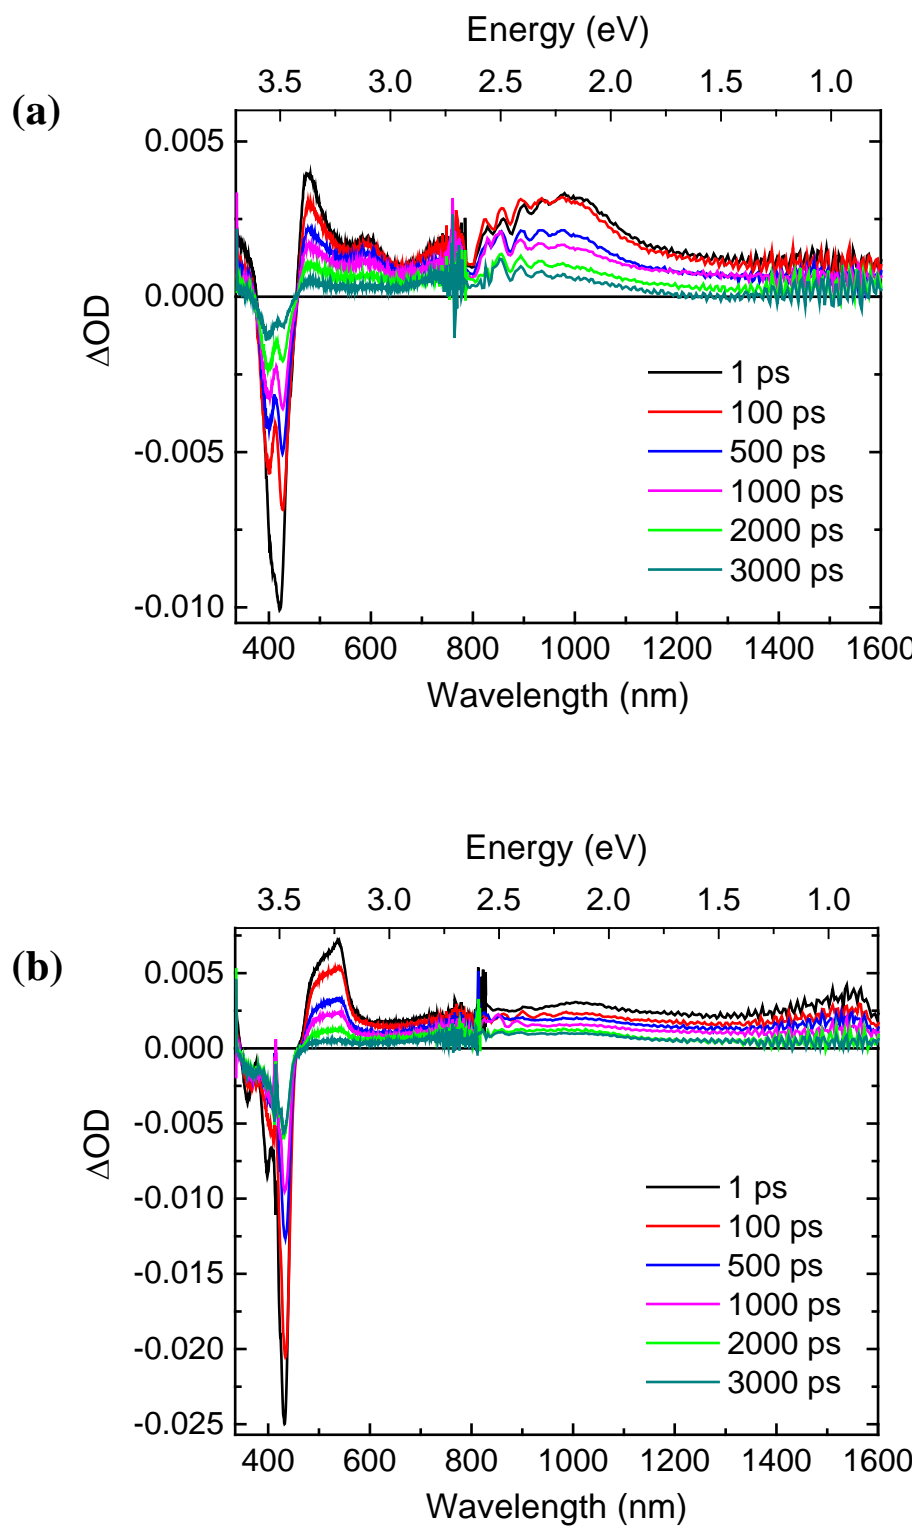 Energy (eV)
3.5 3.0 2.5 2.0 1.5 1.0
(a)
0.005
0.000
-0.005
-0.010
ΔOD
1 ps
100 ps
500 ps
1000 ps
2000 ps
3000 ps
400 600 800 1000 1200 1400 1600
Wavelength (nm)
Energy (eV)
3.5 3.0 2.5 2.0 1.5 1.0
(b)
0.005
0.000
-0.005
-0.010
-0.015
-0.020
-0.025
ΔOD
1 ps
100 ps
500 ps
1000 ps
2000 ps
3000 ps
400 600 800 1000 1200 1400 1600
Wavelength (nm)